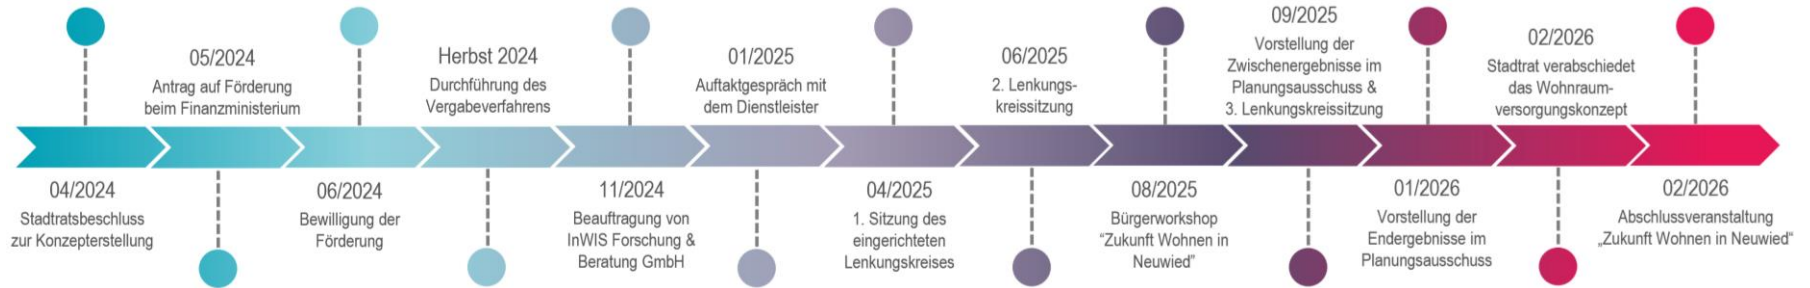 04/2024
Stadtratsbeschluss
zur Konzepterstellung
05/2024
Antrag auf Förderung
beim Finanzministerium
06/2024
Bewilligung der
Förderung
Herbst 2024
Durchführung des
Vergabeverfahrens
11/2024
Beauftragung von
InWIS Forschung &
Beratung GmbH
01/2025
Auftaktgespräch mit
dem Dienstleister
04/2025
1. Sitzung des
eingerichteten
Lenkungskreises
06/2025
2. Lenkungs-
kreissitzung
08/2025
Bürgerworkshop
“Zukunft Wohnen in
Neuwied”
09/2025
Vorstellung der
Zwischenergebnisse im
Planungsausschuss &
3. Lenkungskreissitzung
01/2026
Vorstellung der
Endergebnisse im
Planungsausschuss
02/2026
Stadtrat verabschiedet
das Wohnraum-
versorgungskonzept
02/2026
Abschlussveranstaltung
„Zukunft Wohnen in Neuwied“